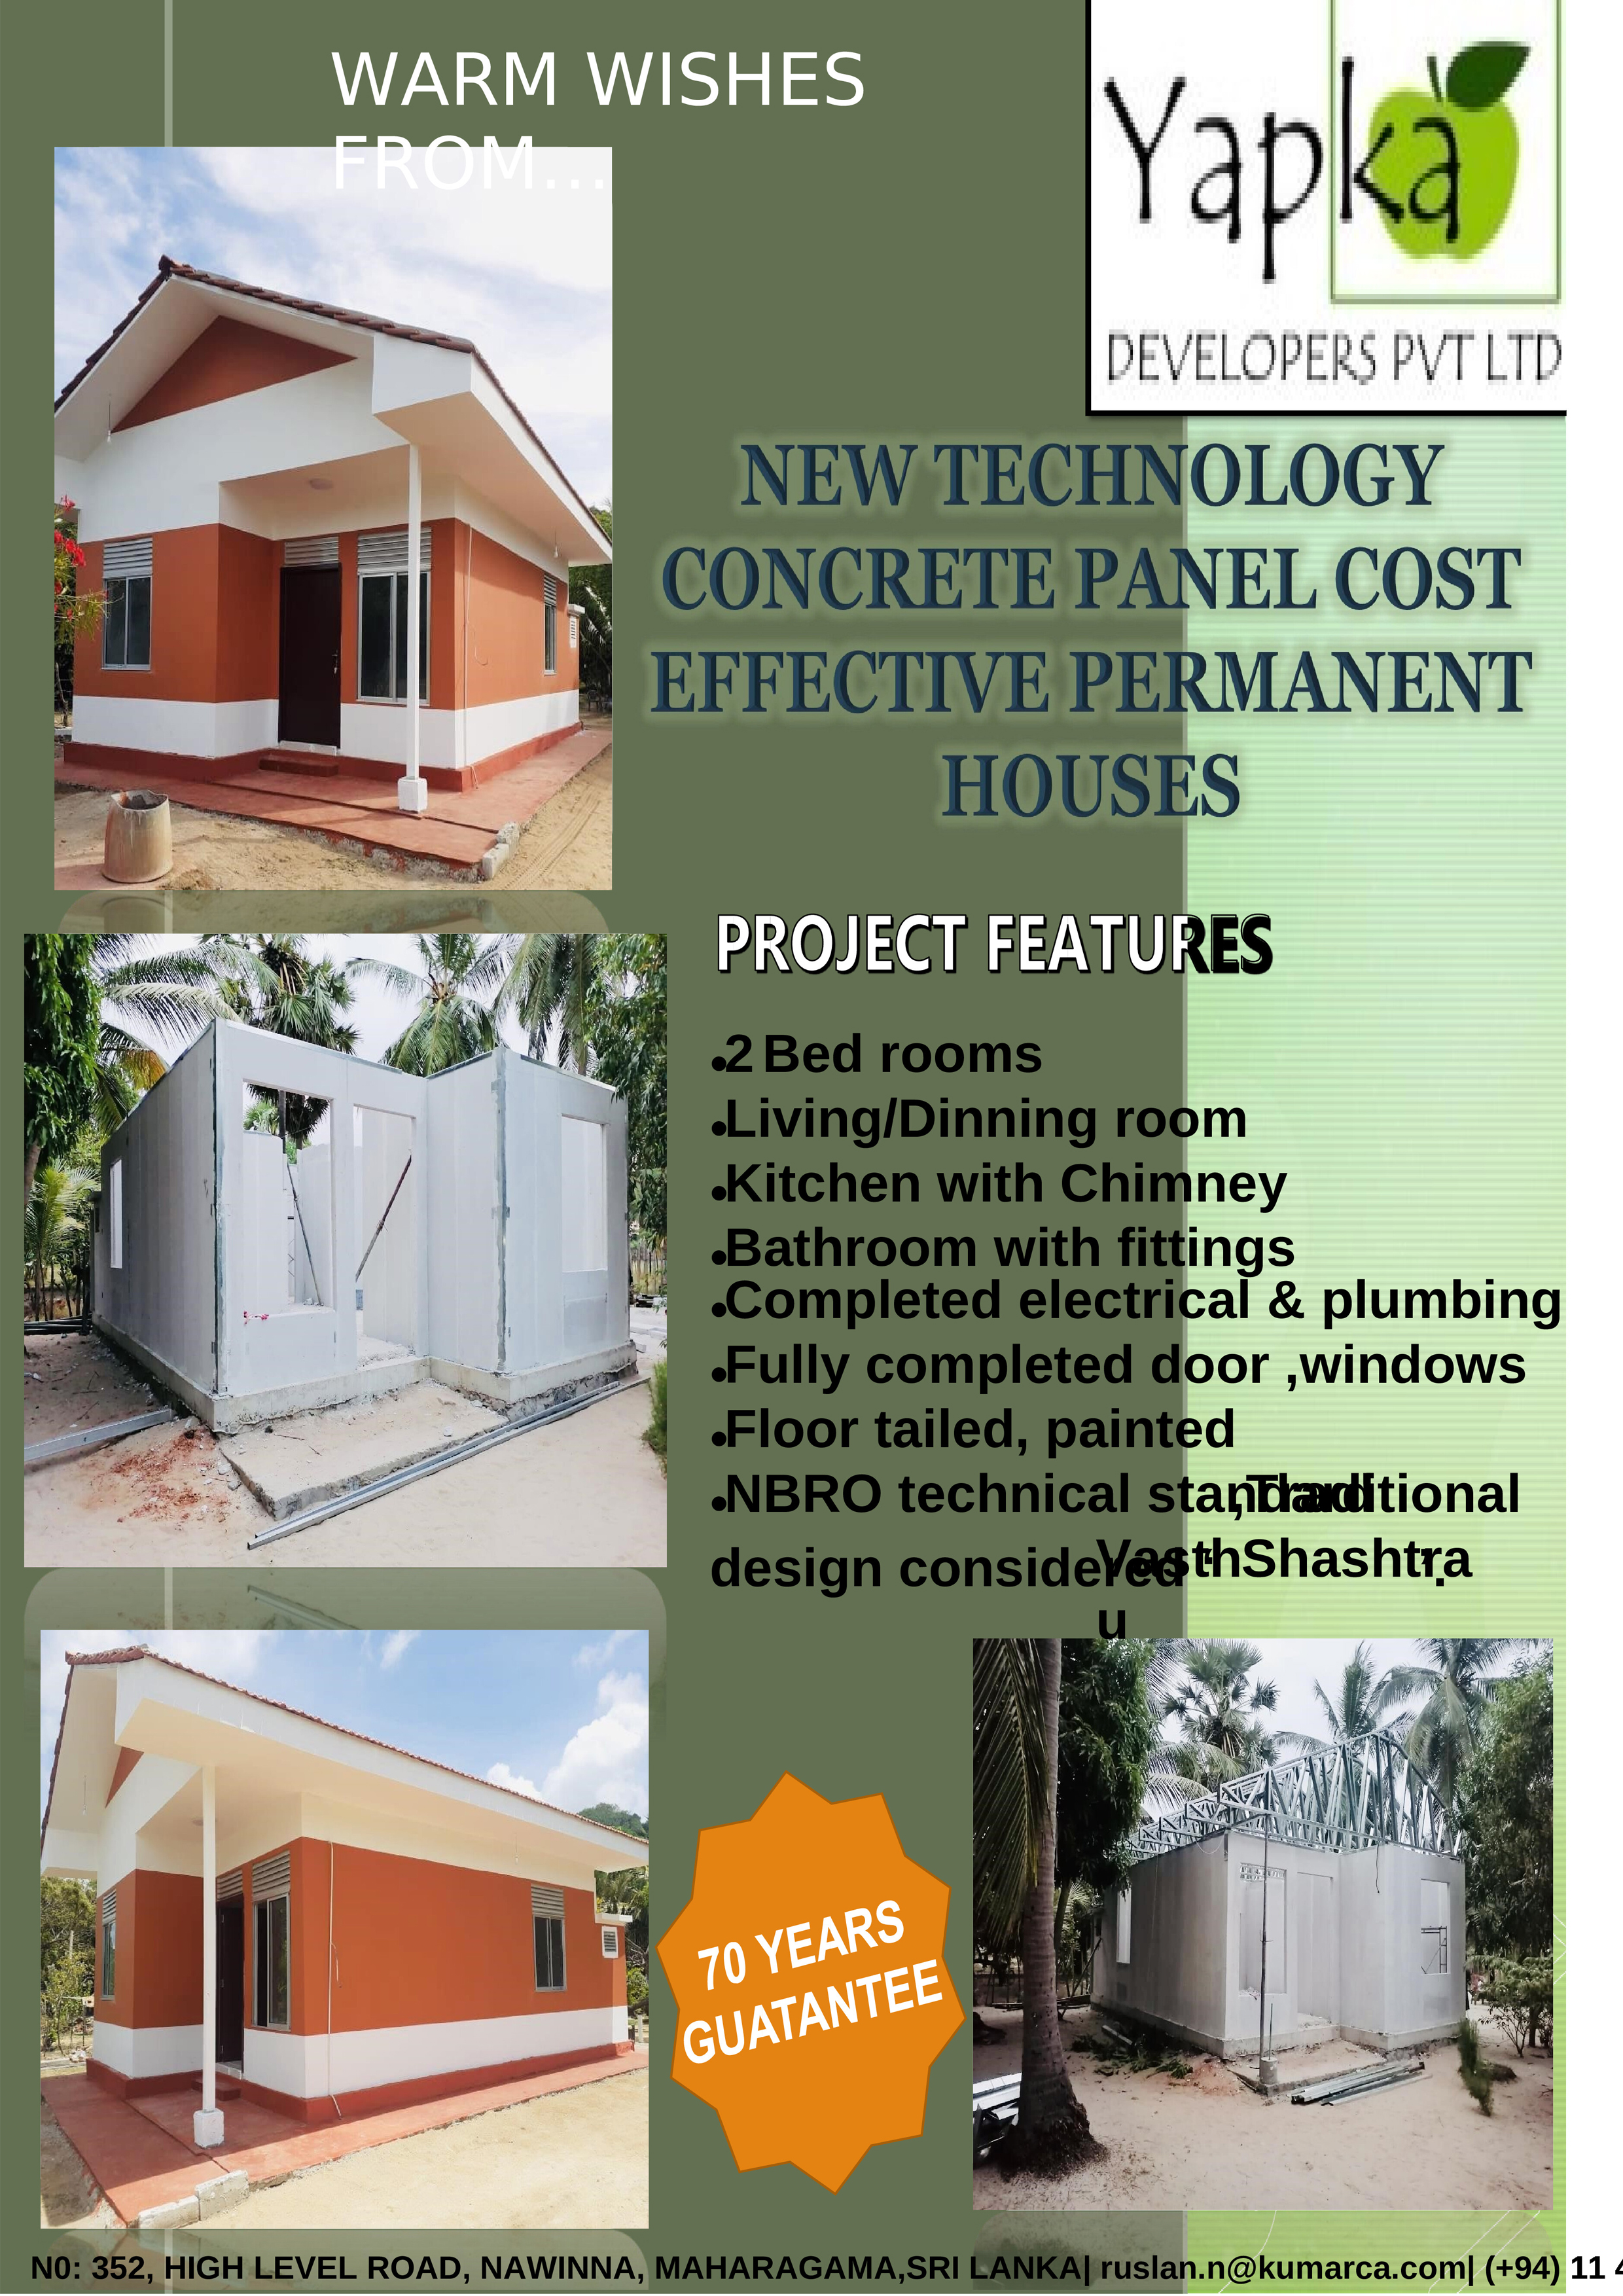 WARM WISHES
FROM...
Yapka
DEVELOPERS PVT LTD
NEW TECHNOLOGY
CONCRETE PANEL COST
EFFECTIVE PERMANENT
HOUSES
PROJECT FEATURES
•2 Bed rooms
•Living/Dinning room
•Kitchen with Chimney
•Bathroom with fittings
•Completed electrical & plumbing
•Fully completed door ,windows
•Floor tailed, painted
•NBRO technical standard ,Traditional
design considered “VasthuShashtra”.
70 YEARS
GUATANTEE
N0: 352, HIGH LEVEL ROAD, NAWINNA, MAHARAGAMA,SRI LANKA| ruslan.n@kumarca.com| (+94) 11